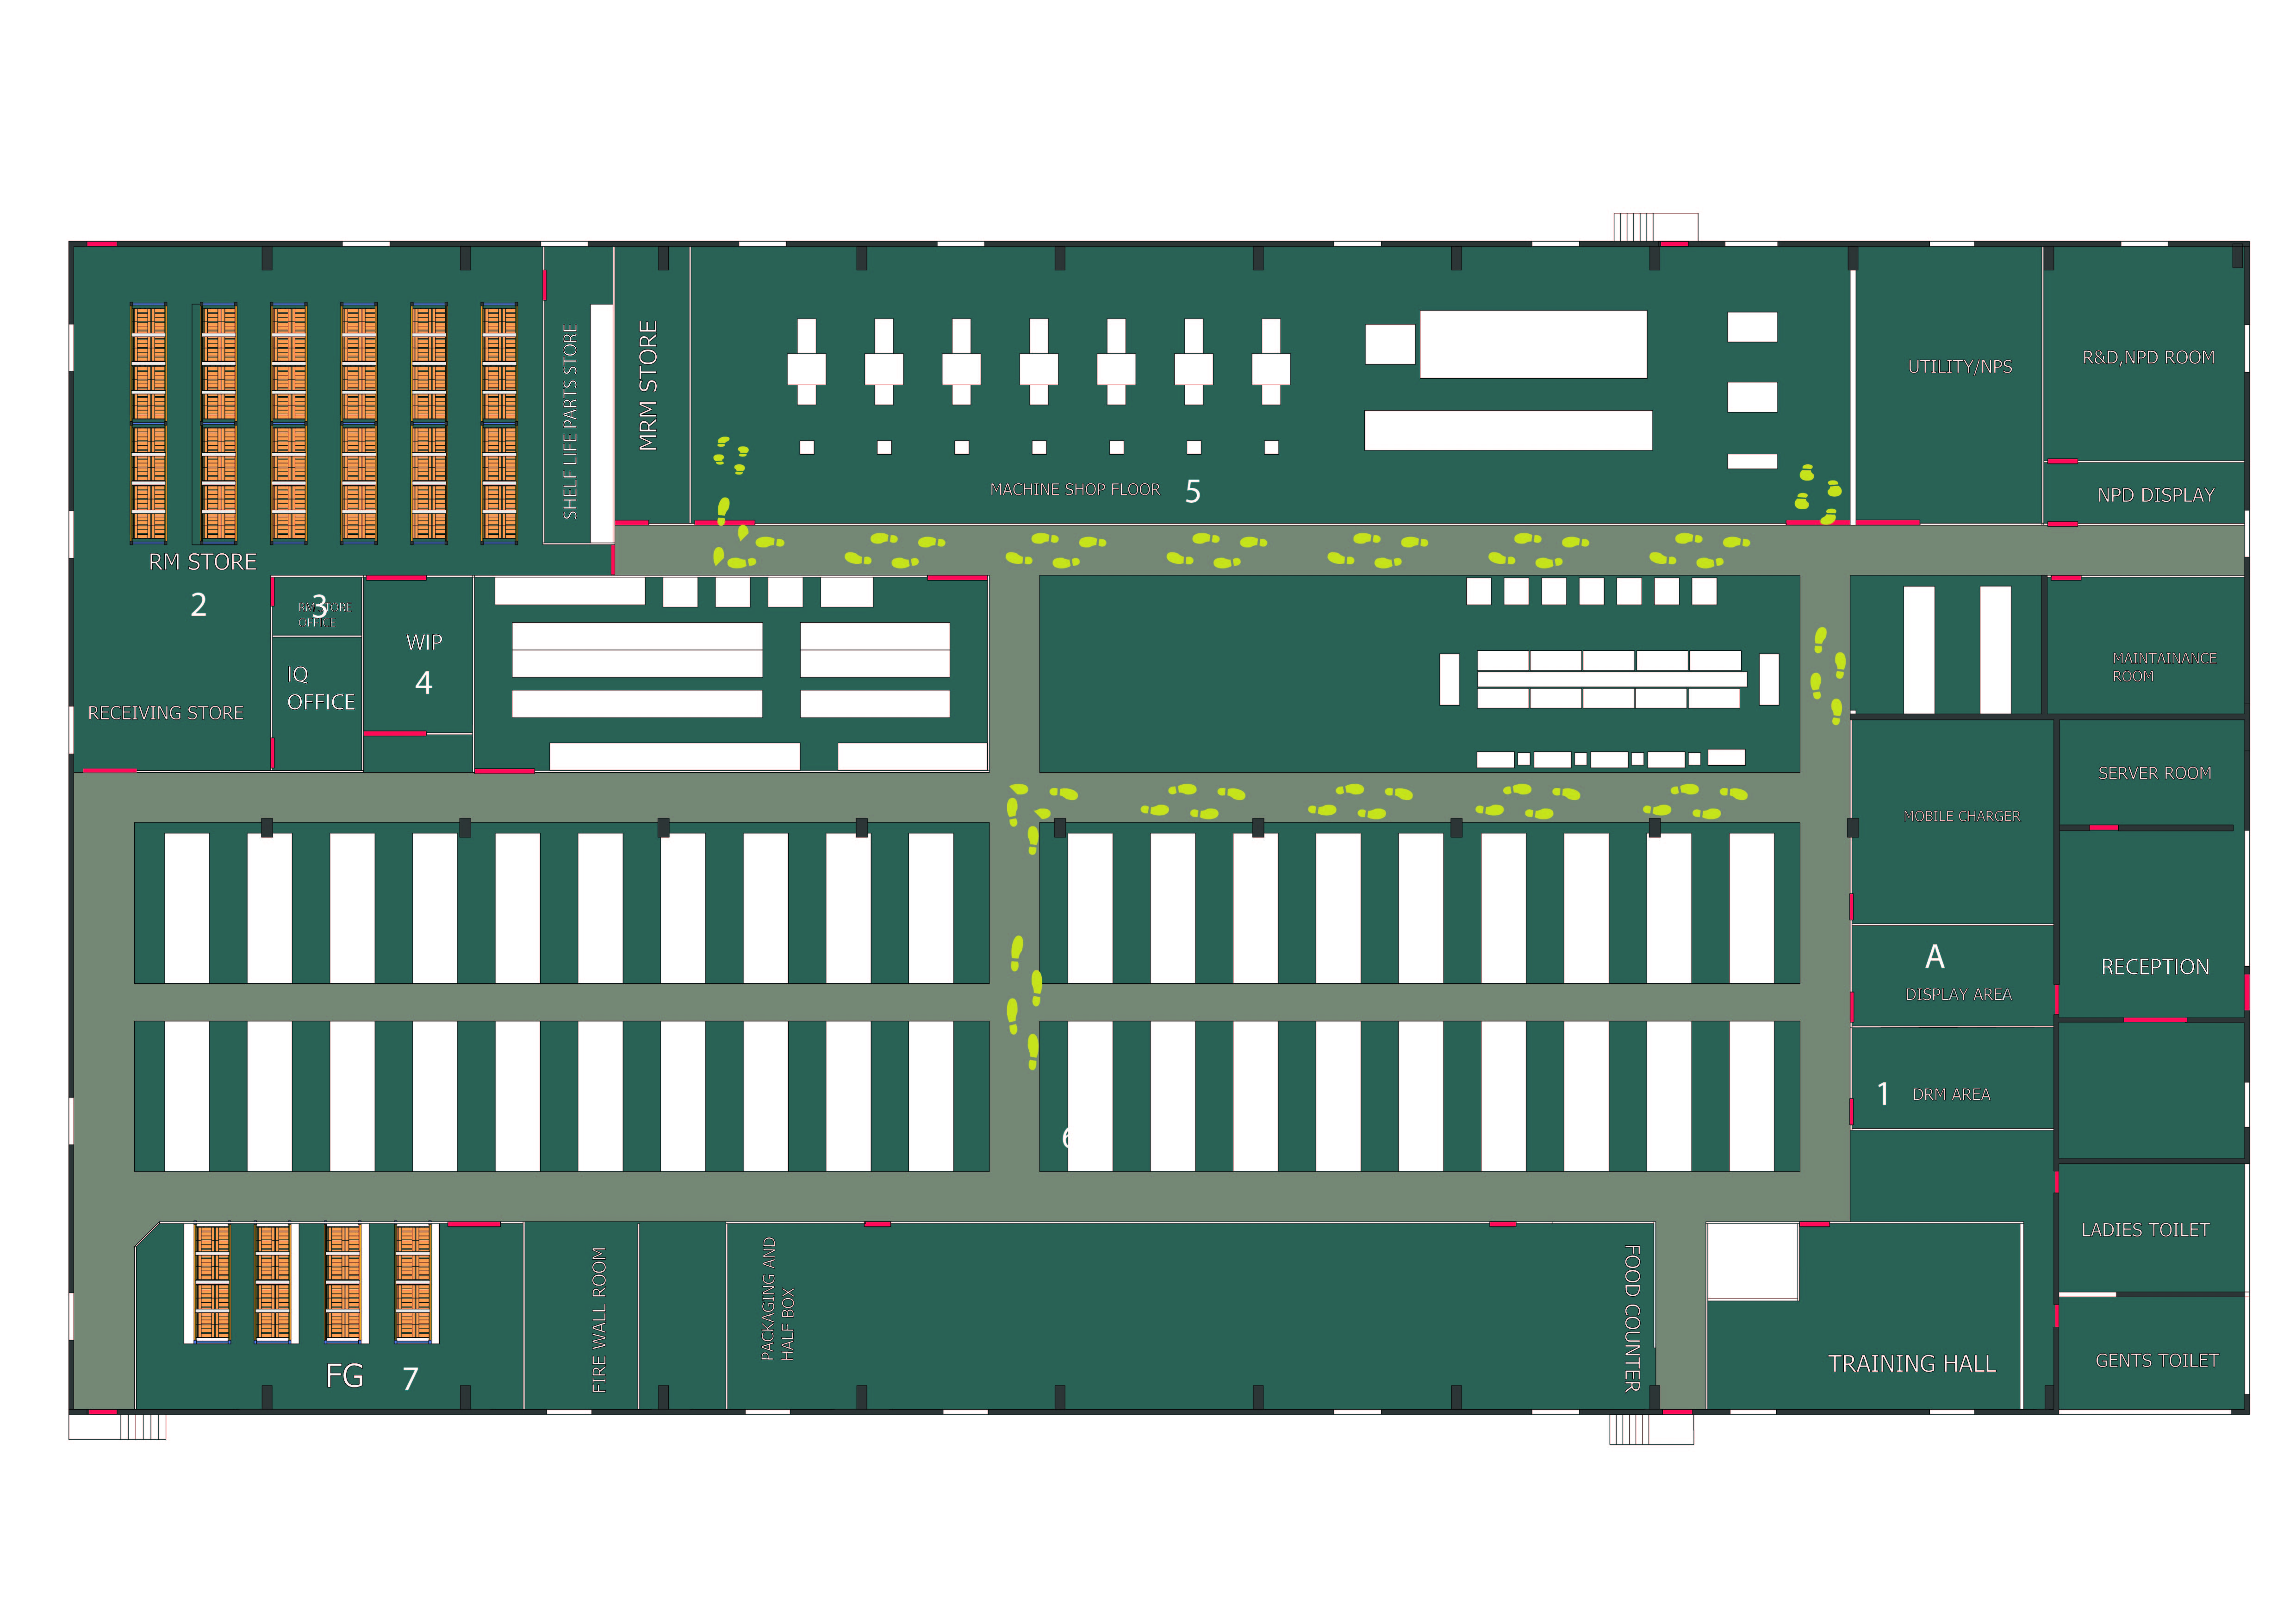 SHELF LIFE PARTS STORE
MRM STORE
UTILITY/NPS
R&D,NPD ROOM
MACHINE SHOP FLOOR
5
NPD DISPLAY
RM STORE
2
3
RM STORE
OFFICE
WIP
4
IQ
OFFICE
RECEIVING STORE
MAINTAINANCE
ROOM
SERVER ROOM
MOBILE CHARGER
A
DISPLAY AREA
RECEPTION
1
DRM AREA
6
LADIES TOILET
FIRE WALL ROOM
PACKAGING AND
HALF BOX
FOOD COUNTER
FG
7
TRAINING HALL
GENTS TOILET